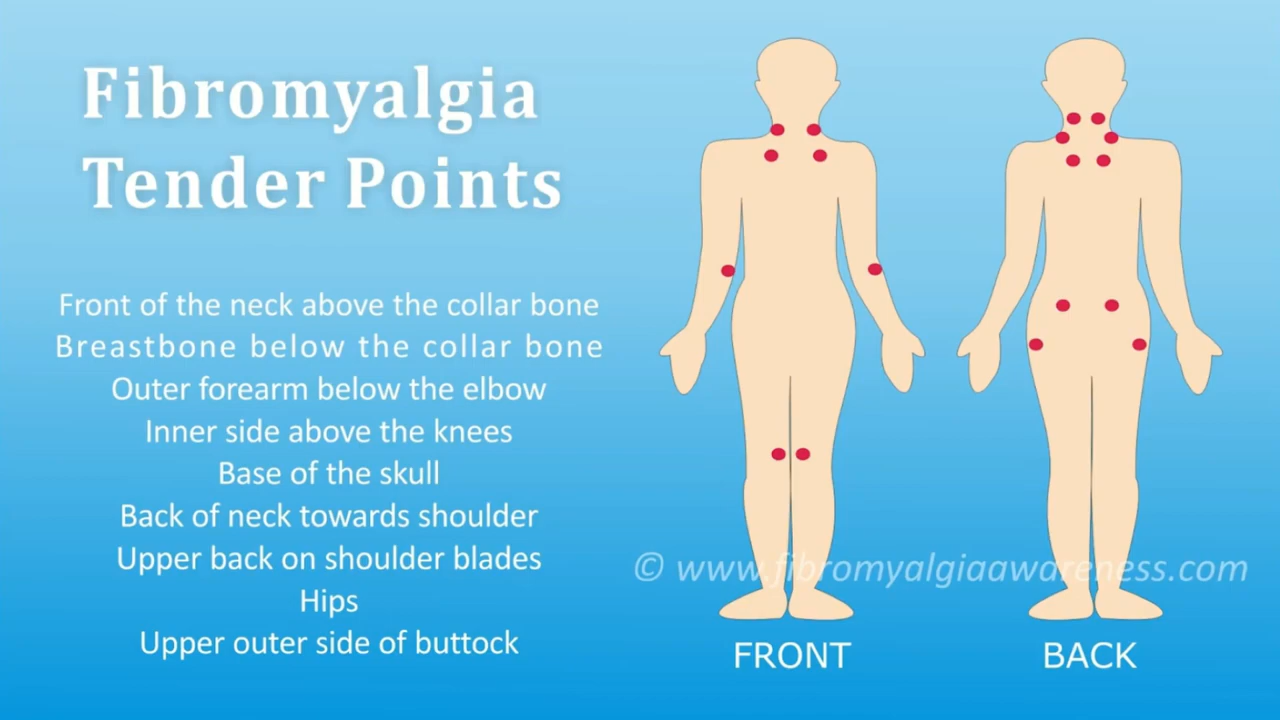 Fibromyalgia
Tender Points
Front of the neck above the collar bone
Breastbone below the collar bone
Outer forearm below the elbow
Inner side above the knees
Base of the skull
Back of neck towards shoulder
Upper back on shoulder blades
Hips
Upper outer side of buttock
© www.fibromyalgiaawareness.com
FRONT
BACK